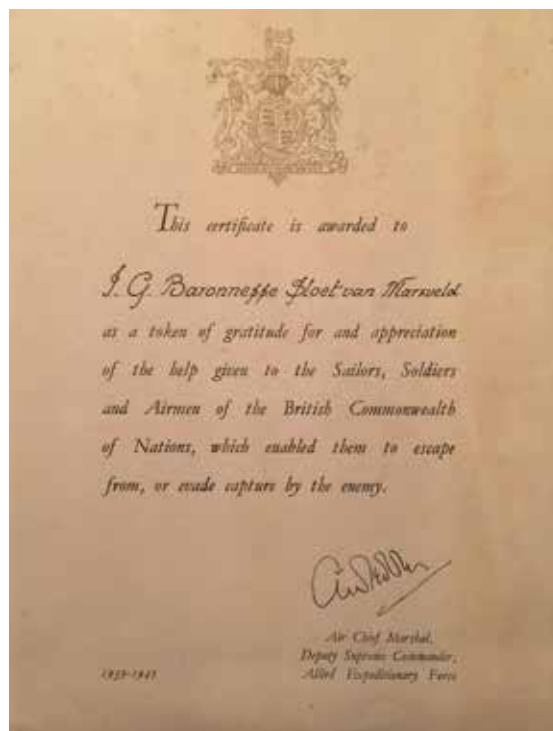 This certificate is awarded to
I. G. Baronnesse Sloet van Marxveld
as a token of gratitude for and appreciation
of the help given to the Sailors, Soldiers
and Airmen of the British Commonwealth
of Nations, which enabled them to escape
from, or evade capture by the enemy.
Air Chief Marshal,
Deputy Supreme Commander,
Allied Expeditionary Force
1939-1945